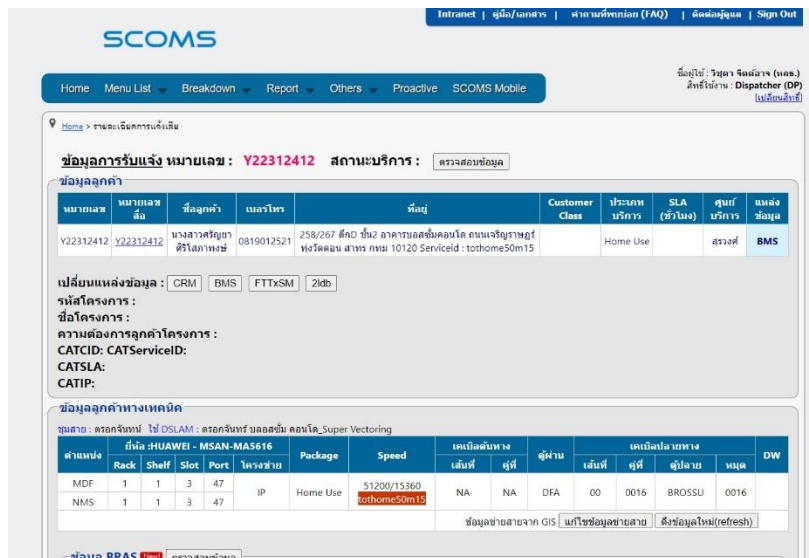 Intranet | คู่มือ/เอกสาร | คำถามที่พบบ่อย (FAQ) | ติดต่อผู้ดูแล | Sign Out
SCOMS
ชื่อผู้ใช้ : วิชุดา จิตต์อาจ (นคธ.)
สิทธิ์ใช้งาน : Dispatcher (DP)
[เปลี่ยนสิทธิ์]
Home Menu List Breakdown Report Others Proactive SCOMS Mobile
Home > รายละเอียดการแจ้งเสีย
ข้อมูลการรับแจ้ง หมายเลข : Y22312412 สถานะบริการ : ตรวจสอบข้อมูล
ข้อมูลลูกค้า
หมายเลข หมายเลขสื่อ ชื่อลูกค้า เบอร์โทร ที่อยู่ Customer Class ประเภทบริการ SLA (ชั่วโมง) ศูนย์บริการ แหล่งข้อมูล
Y22312412 Y22312412 นางสาวศรัญยา ศิริโสภาพงษ์ 0819012521 258/267 ตึกD ชั้น2 อาคารบอสซั่มคอนโด ถนนเจริญราษฎร์ ทุ่งวัดดอน สาทร กทม 10120 Serviceid : tothome50m15 Home Use สุรวงศ์ BMS
เปลี่ยนแหล่งข้อมูล : CRM BMS FTTxSM 2ldb
รหัสโครงการ :
ชื่อโครงการ :
ความต้องการลูกค้าโครงการ :
CATCID: CATServiceID:
CATSLA:
CATIP:
ข้อมูลลูกค้าทางเทคนิค
ชุมสาย : ตรอกจันทน์ ใช้ DSLAM : ตรอกจันทร์ บลอสซั่ม คอนโด_Super Vectoring
ตำแหน่ง ยี่ห้อ :HUAWEI - MSAN-MA5616 Package Speed เคเบิลต้นทาง คู่ผ่าน เคเบิลปลายทาง DW
Rack Shelf Slot Port โครงข่าย เส้นที่ คู่ที่ เส้นที่ คู่ที่ ตู้ปลาย หมุด
MDF 1 1 3 47 IP Home Use 51200/15360 NA NA DFA 00 0016 BROSSU 0016
NMS 1 1 3 47 tothome50m15
ข้อมูลข่ายสายจาก GIS แก้ไขข้อมูลข่ายสาย ดึงข้อมูลใหม่(refresh)
ข้อมูล BRAS New! ตรวจสอบข้อมูล